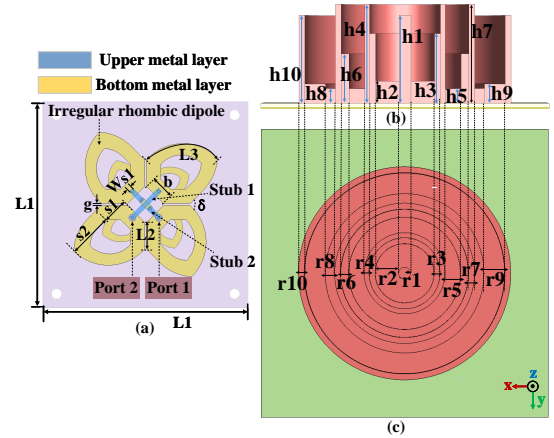 Upper metal layer
Bottom metal layer
Irregular rhombic dipole
L1
L3
Ws1
b
Stub 1
g
s1
δ
s2
L2
Stub 2
Port 2
Port 1
L1
(a)
h4
h1
h7
h10
h6
h8
h2
h3
h5
h9
(b)
r8
r4
r3
r7
r10
r6
r2
r1
r5
r9
z
x
y
(c)